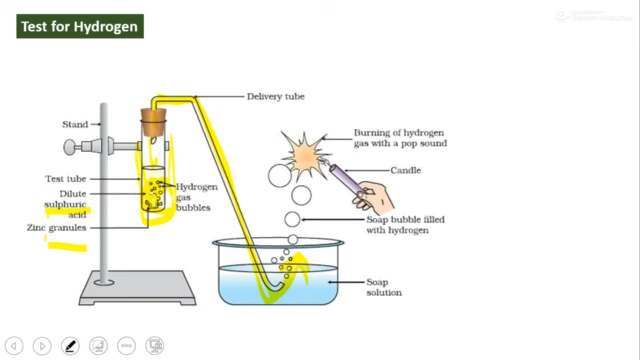 Test for Hydrogen
Delivery tube
Stand
Burning of hydrogen
gas with a pop sound
Candle
Test tube
Dilute
sulphuric
acid
Hydrogen
gas
bubbles
Zinc granules
Soap bubble filled
with hydrogen
Soap
solution